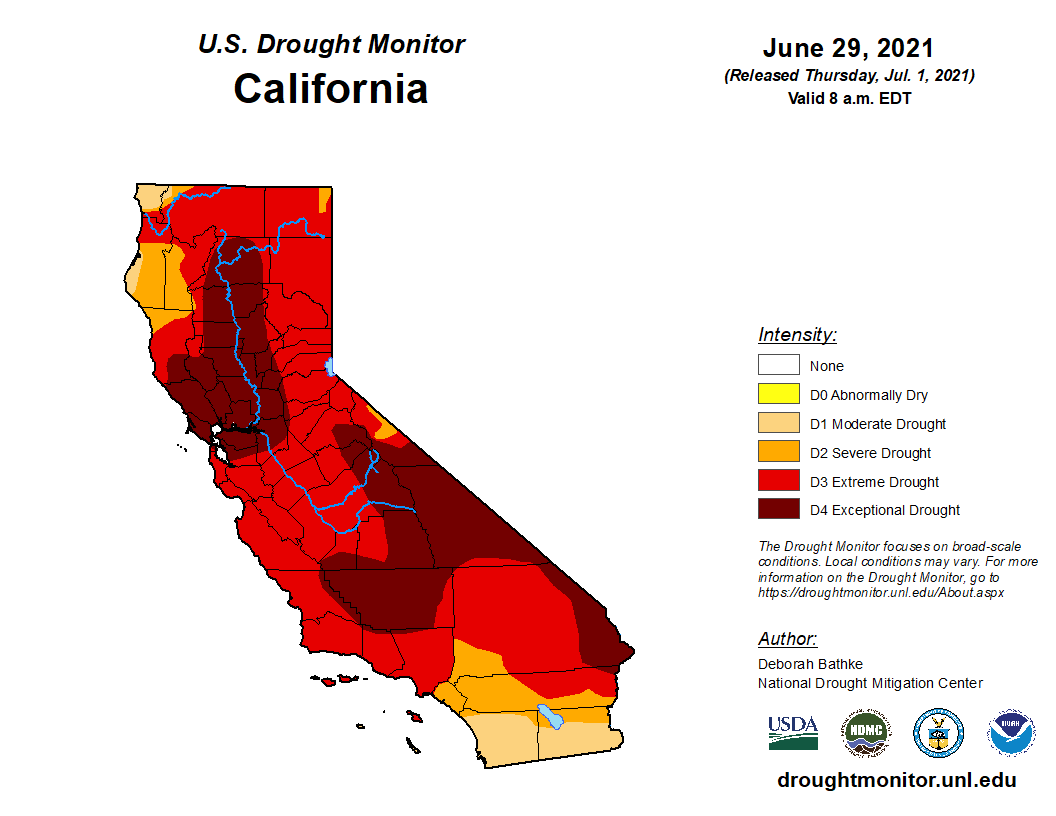 U.S. Drought Monitor
California
June 29, 2021
(Released Thursday, Jul. 1, 2021)
Valid 8 a.m. EDT
Intensity:
None
D0 Abnormally Dry
D1 Moderate Drought
D2 Severe Drought
D3 Extreme Drought
D4 Exceptional Drought
The Drought Monitor focuses on broad-scale
conditions. Local conditions may vary. For more
information on the Drought Monitor, go to
https://droughtmonitor.unl.edu/About.aspx
Author:
Deborah Bathke
National Drought Mitigation Center
USDA
NDMC
NOAA
droughtmonitor.unl.edu